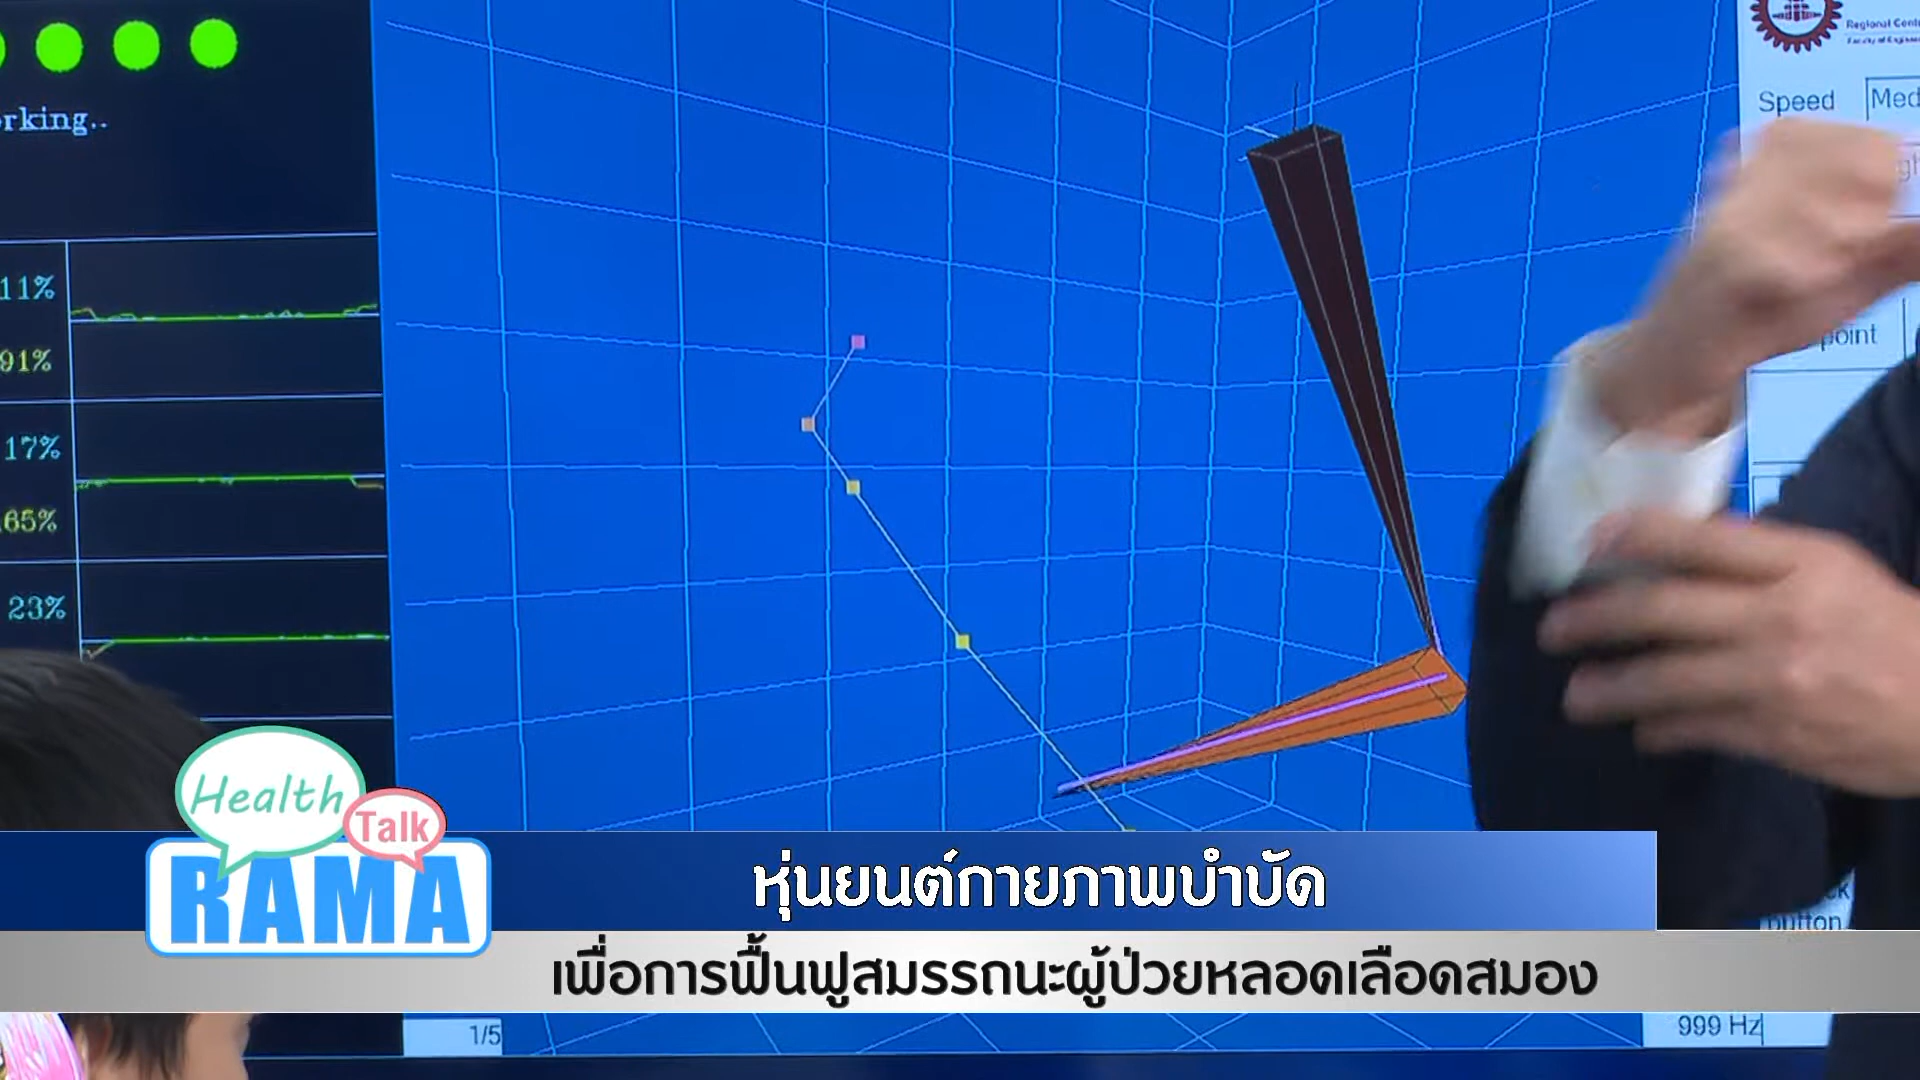 Speed
11%
91%
17%
65%
23%
point
Health
Talk
RAMA
หุ่นยนต์กายภาพบำบัด
เพื่อการฟื้นฟูสมรรถนะผู้ป่วยหลอดเลือดสมอง
button
1/5
999 Hz